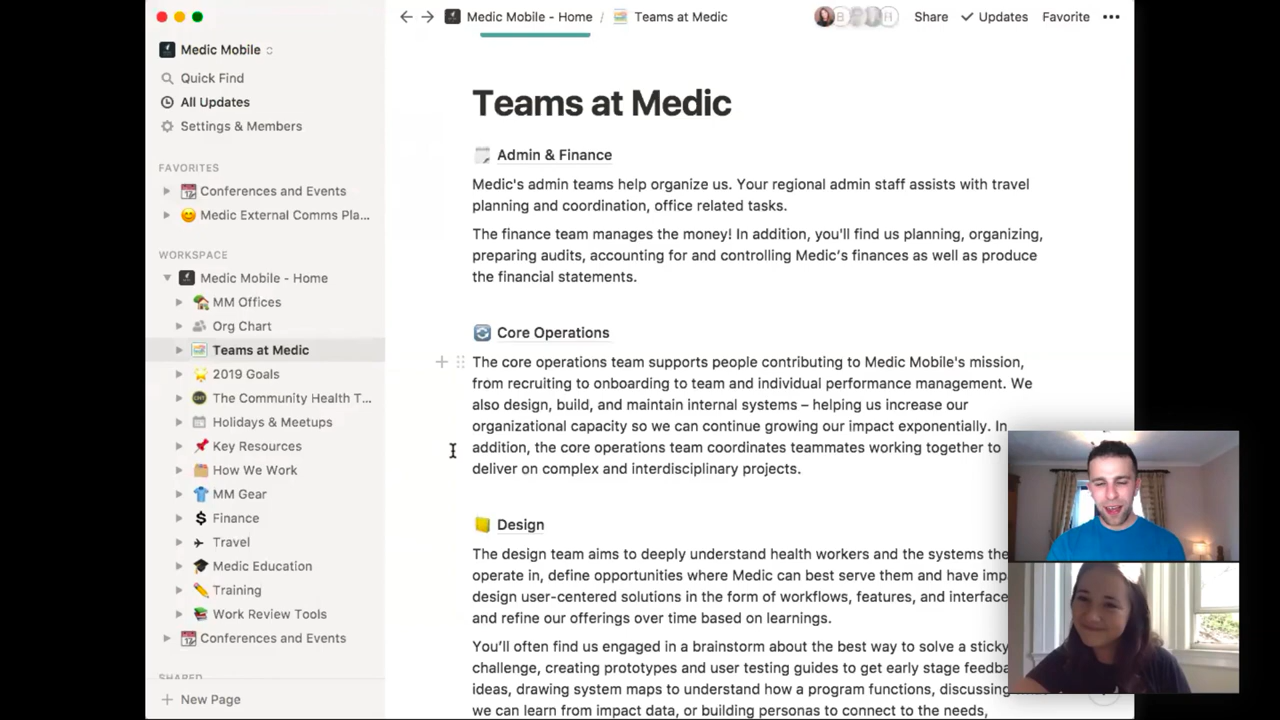 Medic Mobile - Home / Teams at Medic
Share
Updates
Favorite
Medic Mobile
Quick Find
All Updates
Settings & Members
FAVORITES
Conferences and Events
Medic External Comms Pla...
WORKSPACE
Medic Mobile - Home
MM Offices
Org Chart
Teams at Medic
2019 Goals
The Community Health T...
Holidays & Meetups
Key Resources
How We Work
MM Gear
Finance
Travel
Medic Education
Training
Work Review Tools
Conferences and Events
SHARED
New Page
Teams at Medic
Admin & Finance
Medic's admin teams help organize us. Your regional admin staff assists with travel
planning and coordination, office related tasks.
The finance team manages the money! In addition, you'll find us planning, organizing,
preparing audits, accounting for and controlling Medic's finances as well as produce
the financial statements.
Core Operations
The core operations team supports people contributing to Medic Mobile's mission,
from recruiting to onboarding to team and individual performance management. We
also design, build, and maintain internal systems – helping us increase our
organizational capacity so we can continue growing our impact exponentially. In
addition, the core operations team coordinates teammates working together to
deliver on complex and interdisciplinary projects.
Design
The design team aims to deeply understand health workers and the systems the
operate in, define opportunities where Medic can best serve them and have imp
design user-centered solutions in the form of workflows, features, and interface
and refine our offerings over time based on learnings.
You'll often find us engaged in a brainstorm about the best way to solve a sticky
challenge, creating prototypes and user testing guides to get early stage feedba
ideas, drawing system maps to understand how a program functions, discussing
we can learn from impact data, or building personas to connect to the needs,